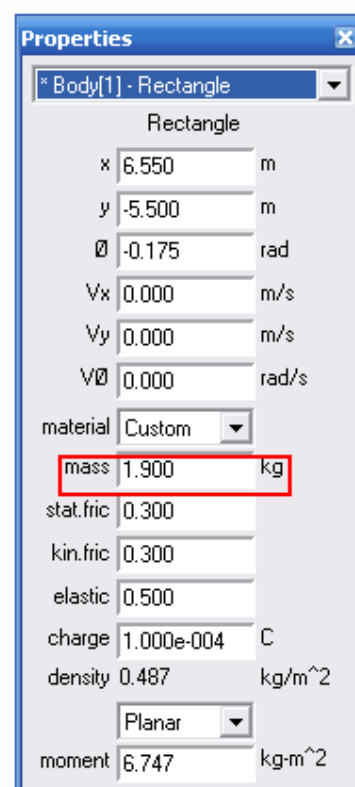 Properties
* Body[1] - Rectangle
Rectangle
x 6.550 m
y -5.500 m
Ø -0.175 rad
Vx 0.000 m/s
Vy 0.000 m/s
VØ 0.000 rad/s
material Custom
mass 1.900 kg
stat.fric 0.300
kin.fric 0.300
elastic 0.500
charge 1.000e-004 C
density 0.487 kg/m^2
Planar
moment 6.747 kg-m^2